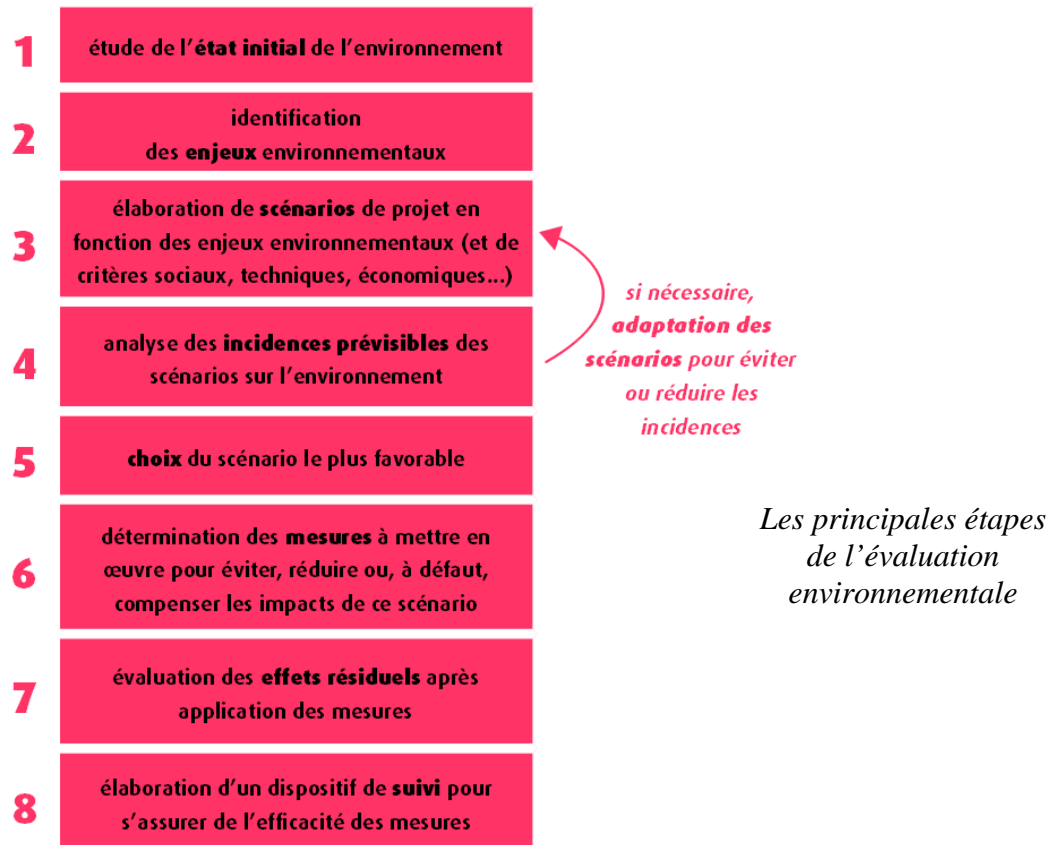 1
étude de l'état initial de l'environnement
2
identification
des enjeux environnementaux
3
élaboration de scénarios de projet en
fonction des enjeux environnementaux (et de
critères sociaux, techniques, économiques...)
4
analyse des incidences prévisibles des
scénarios sur l'environnement
si nécessaire,
adaptation des
scénarios pour éviter
ou réduire les
incidences
5
choix du scénario le plus favorable
6
détermination des mesures à mettre en
œuvre pour éviter, réduire ou, à défaut,
compenser les impacts de ce scénario
Les principales étapes
de l'évaluation
environnementale
7
évaluation des effets résiduels après
application des mesures
8
élaboration d'un dispositif de suivi pour
s'assurer de l'efficacité des mesures